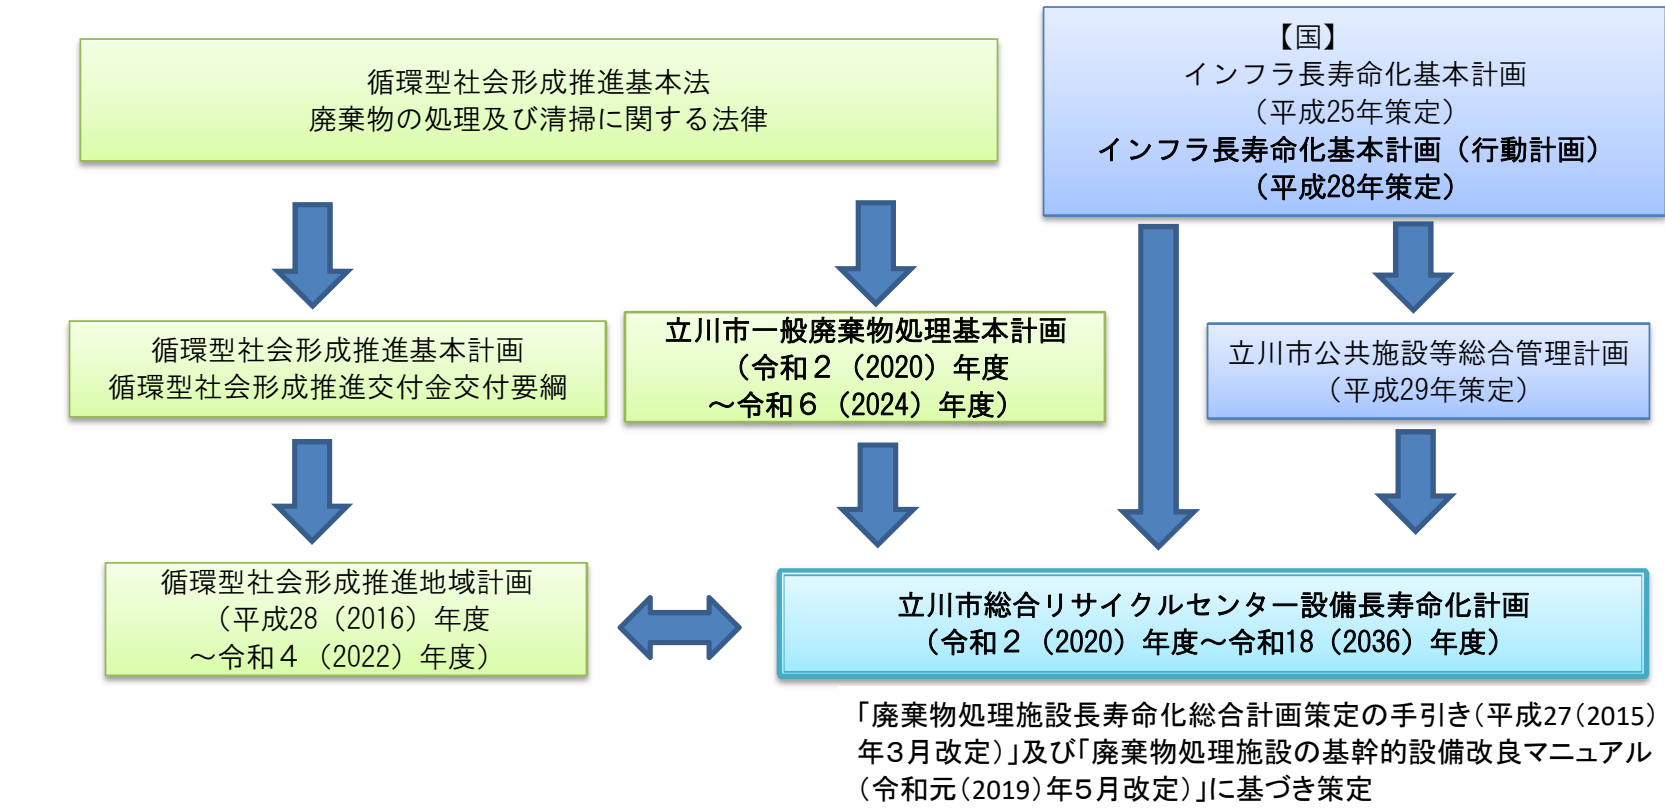 循環型社会形成推進基本法
廃棄物の処理及び清掃に関する法律
【国】
インフラ長寿命化基本計画
（平成25年策定）
インフラ長寿命化基本計画（行動計画）
（平成28年策定）
循環型社会形成推進基本計画
循環型社会形成推進交付金交付要綱
立川市一般廃棄物処理基本計画
（令和２（2020）年度
～令和６（2024）年度）
立川市公共施設等総合管理計画
（平成29年策定）
循環型社会形成推進地域計画
（平成28（2016）年度
～令和４（2022）年度）
立川市総合リサイクルセンター設備長寿命化計画
（令和２（2020）年度～令和18（2036）年度）
「廃棄物処理施設長寿命化総合計画策定の手引き（平成27（2015）
年３月改定）」及び「廃棄物処理施設の基幹的設備改良マニュアル
（令和元（2019）年５月改定）」に基づき策定